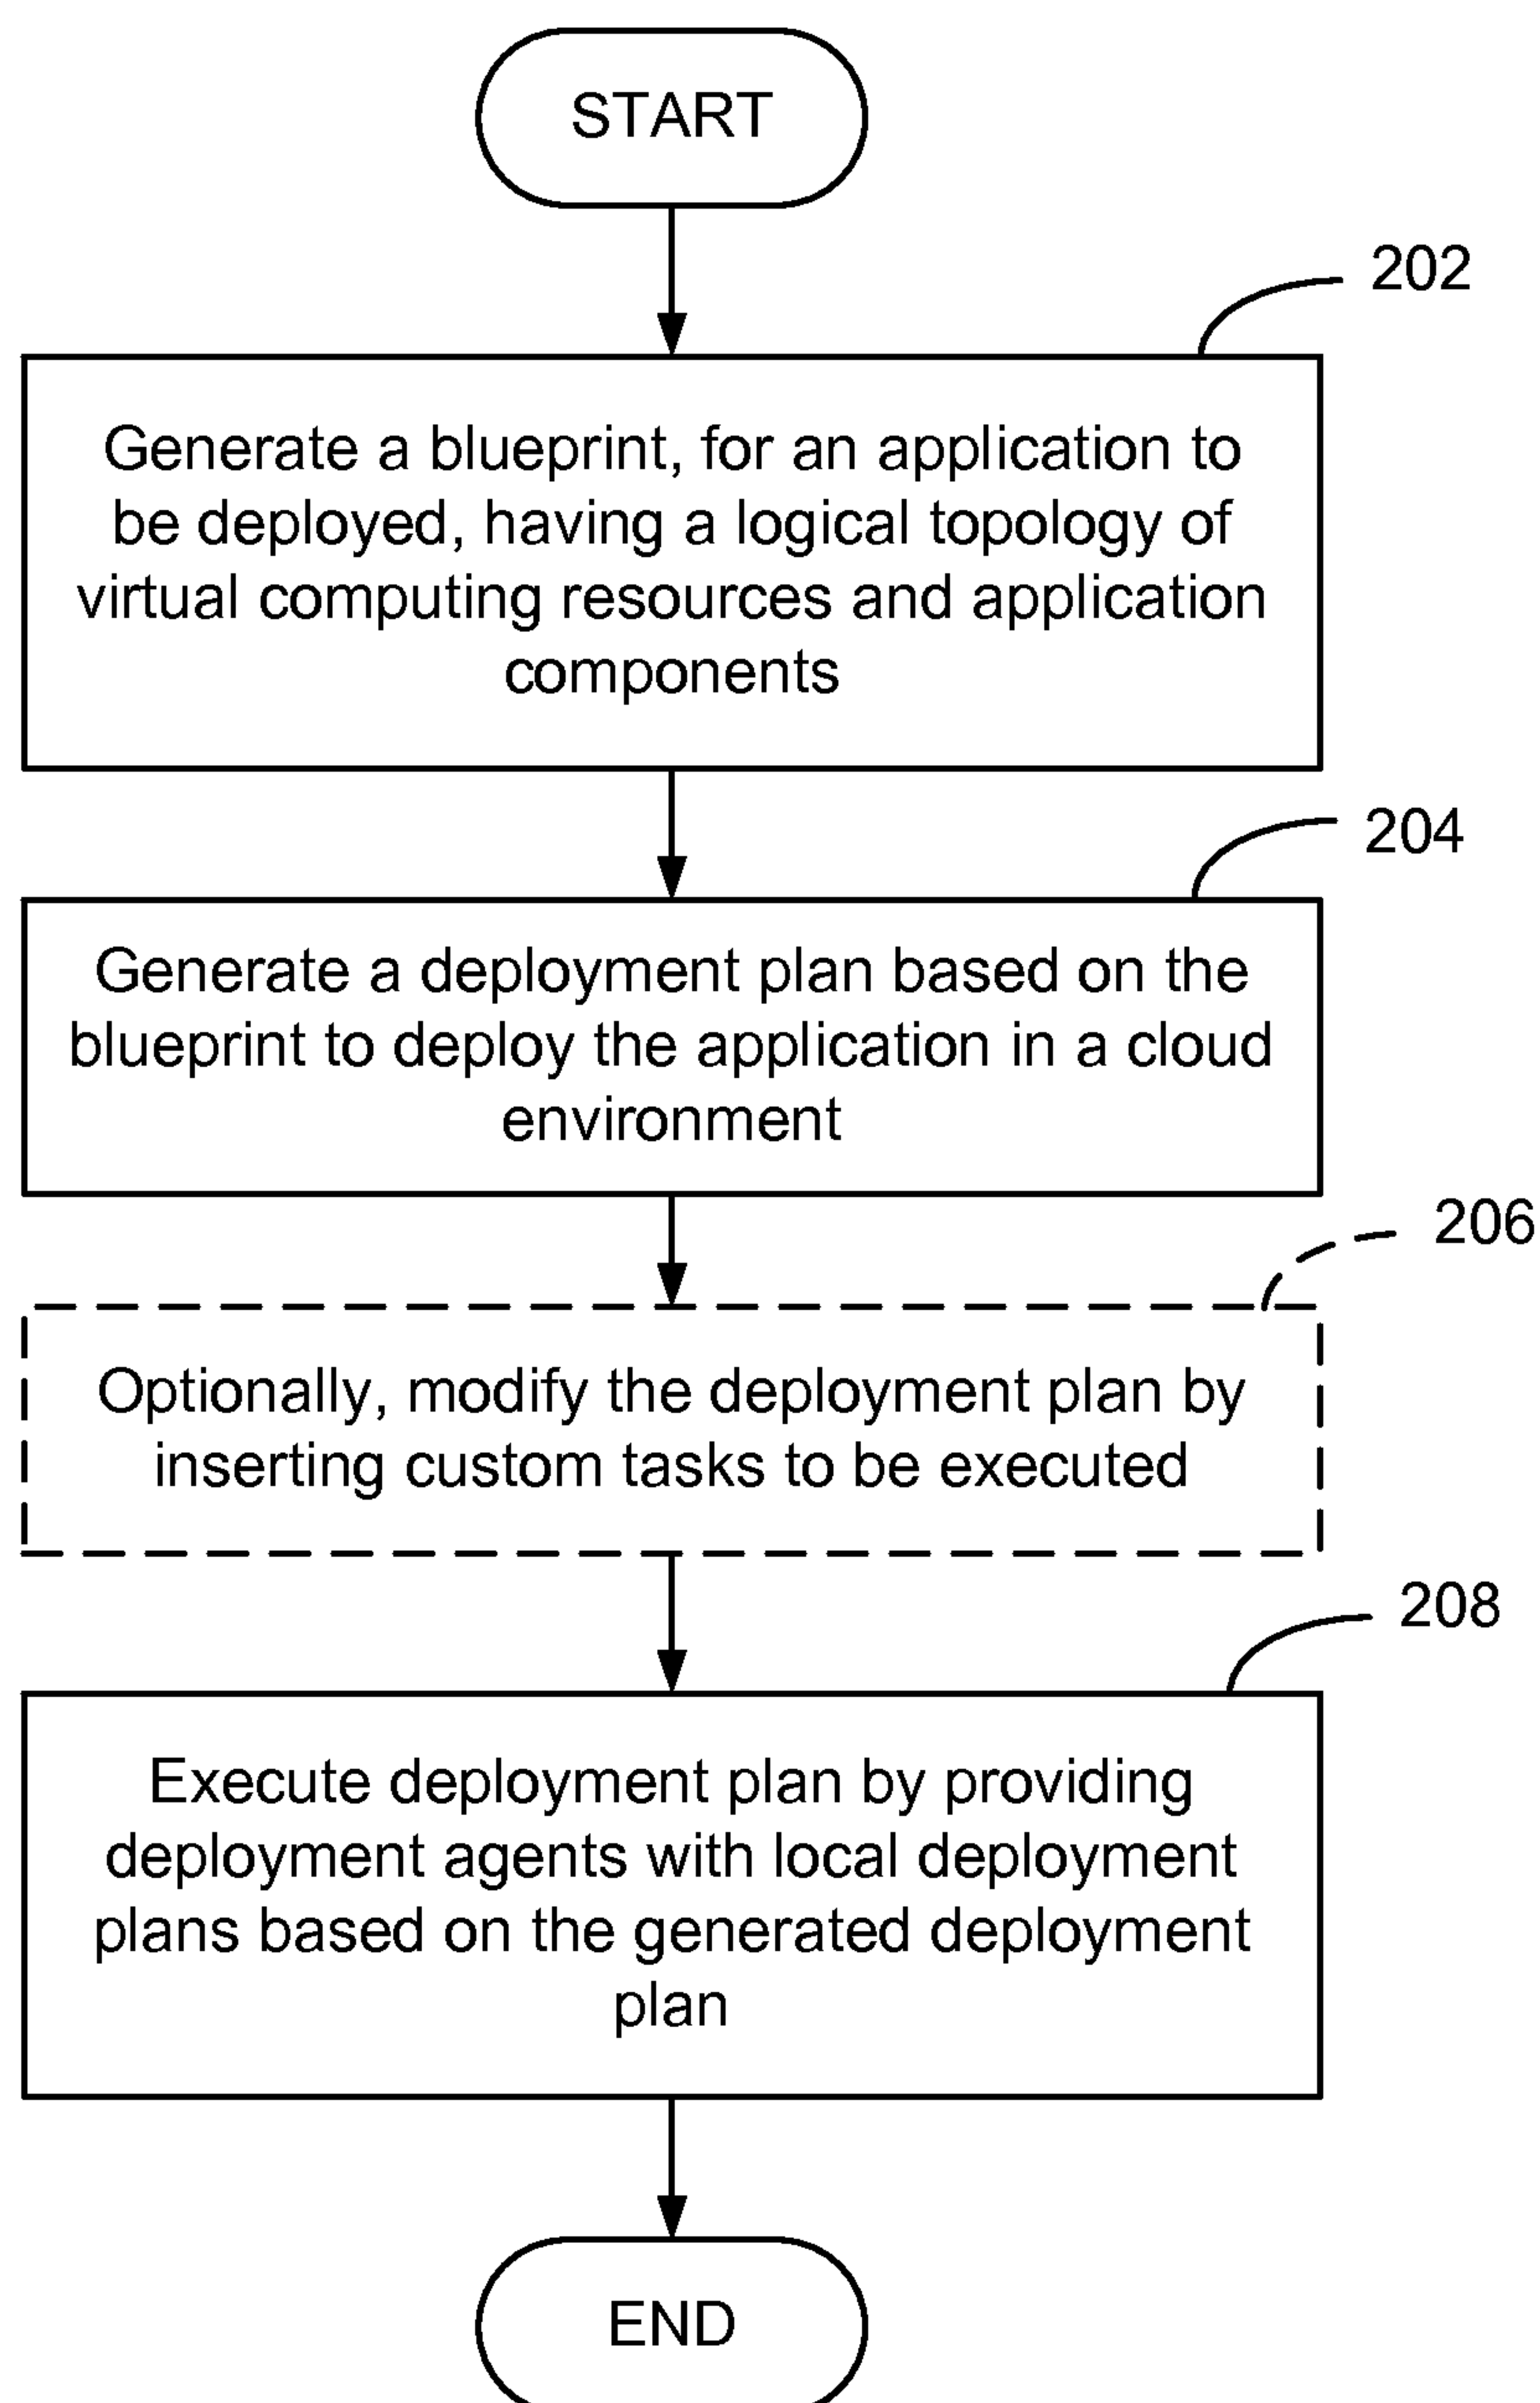 START
202
Generate a blueprint, for an application to
be deployed, having a logical topology of
virtual computing resources and application
components
204
Generate a deployment plan based on the
blueprint to deploy the application in a cloud
environment
206
Optionally, modify the deployment plan by
inserting custom tasks to be executed
208
Execute deployment plan by providing
deployment agents with local deployment
plans based on the generated deployment
plan
END